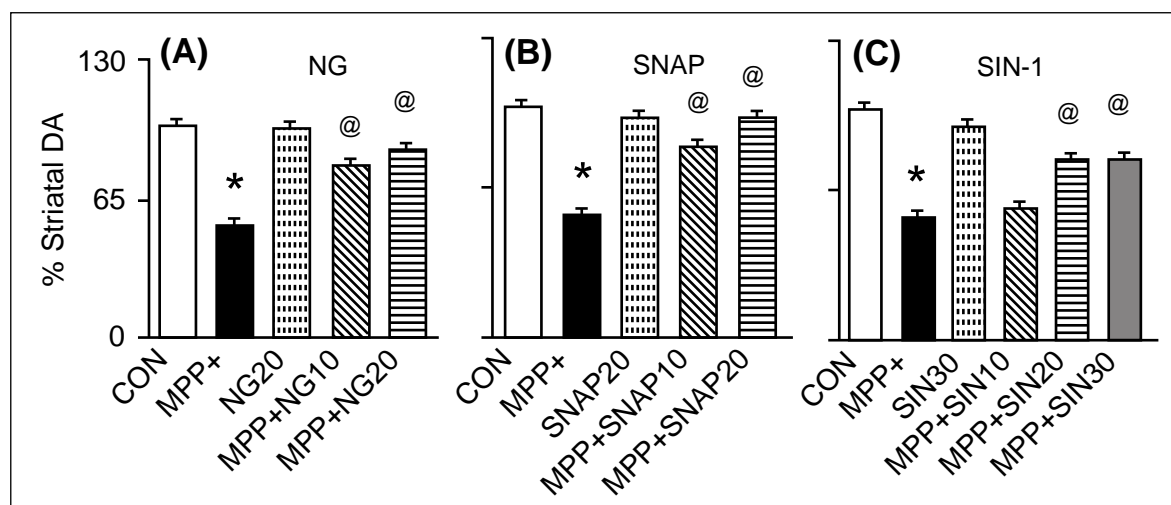 (A)
NG
(B)
SNAP
(C)
SIN-1
% Striatal DA
130
65
0
*
@
@
*
@
@
*
@
@
CON
MPP+
NG20
MPP+NG10
MPP+NG20
CON
MPP+
SNAP20
MPP+SNAP10
MPP+SNAP20
CON
MPP+
SIN30
MPP+SIN10
MPP+SIN20
MPP+SIN30